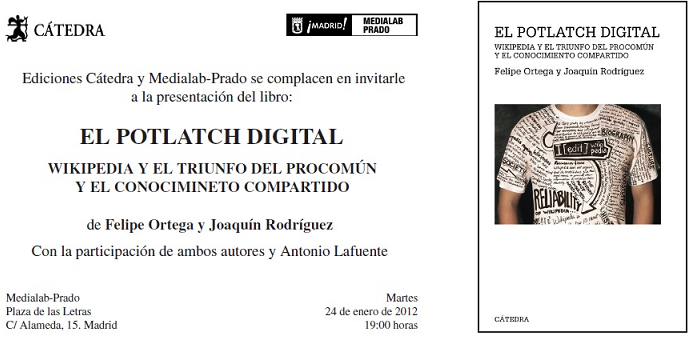 CÁTEDRA
¡MADRID!
MEDIALAB
PRADO
Ediciones Cátedra y Medialab-Prado se complacen en invitarle
a la presentación del libro:
EL POTLATCH DIGITAL
WIKIPEDIA Y EL TRIUNFO DEL PROCOMÚN
Y EL CONOCIMINETO COMPARTIDO
de Felipe Ortega y Joaquín Rodríguez
Con la participación de ambos autores y Antonio Lafuente
Medialab-Prado
Plaza de las Letras
C/ Alameda, 15. Madrid
Martes
24 de enero de 2012
19:00 horas
EL POTLATCH DIGITAL
WIKIPEDIA Y EL TRIUNFO DEL PROCOMÚN
Y EL CONOCIMIENTO COMPARTIDO
Felipe Ortega y Joaquín Rodríguez
BIOGRAPHY
[edit]
RELIABILITY
OF WIKIPEDIA
CÁTEDRA